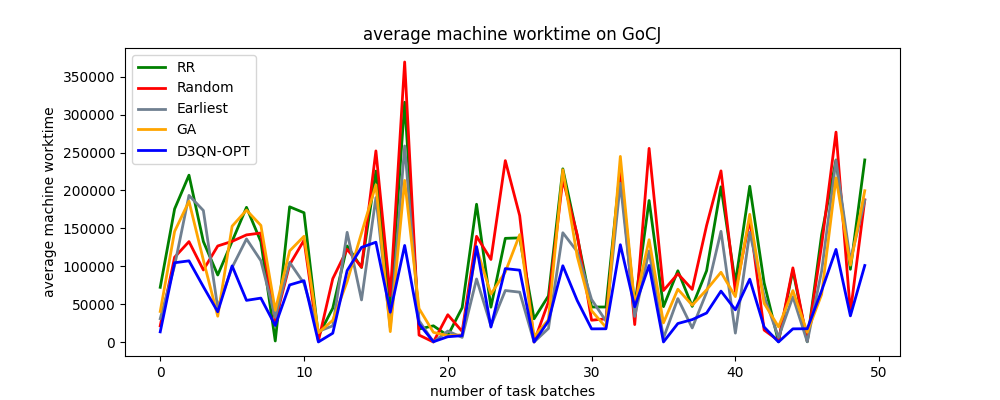 average machine worktime on GoCJ
average machine worktime
350000
300000
250000
200000
150000
100000
50000
0
RR
Random
Earliest
GA
D3QN-OPT
0 10 20 30 40 50
number of task batches